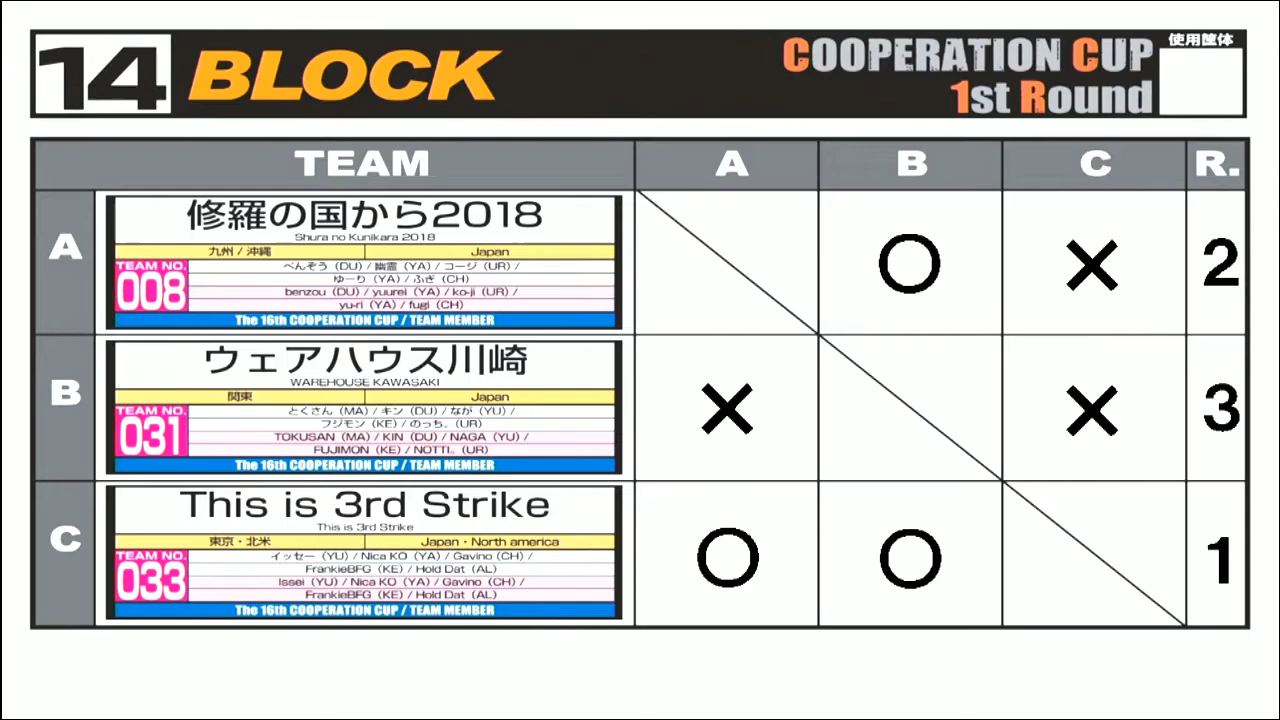 14 BLOCK
COOPERATION CUP
1st Round
使用筐体
TEAM A B C R.
A
修羅の国から2018
Shura no Kunikara 2018
九州 / 沖縄 Japan
TEAM NO.
008
べんぞう (DU) / 幽霊 (YA) / コージ (UR) /
ゆーり (YA) / ふぎ (CH)
benzou (DU) / yuurei (YA) / ko-ji (UR) /
yu-ri (YA) / fugi (CH)
The 16th COOPERATION CUP / TEAM MEMBER
○ × 2
B
ウェアハウス川崎
WAREHOUSE KAWASAKI
関東 Japan
TEAM NO.
031
とくさん (MA) / キン (DU) / なが (YU) /
フジモン (KE) / のっち。(UR)
TOKUSAN (MA) / KIN (DU) / NAGA (YU) /
FUJIMON (KE) / NOTTI。(UR)
The 16th COOPERATION CUP / TEAM MEMBER
× × 3
C
This is 3rd Strike
This is 3rd Strike
東京・北米 Japan・North america
TEAM NO.
033
イッセー (YU) / Nica KO (YA) / Gavino (CH) /
FrankieBFG (KE) / Hold Dat (AL)
Issei (YU) / Nica KO (YA) / Gavino (CH) /
FrankieBFG (KE) / Hold Dat (AL)
The 16th COOPERATION CUP / TEAM MEMBER
○ ○ 1